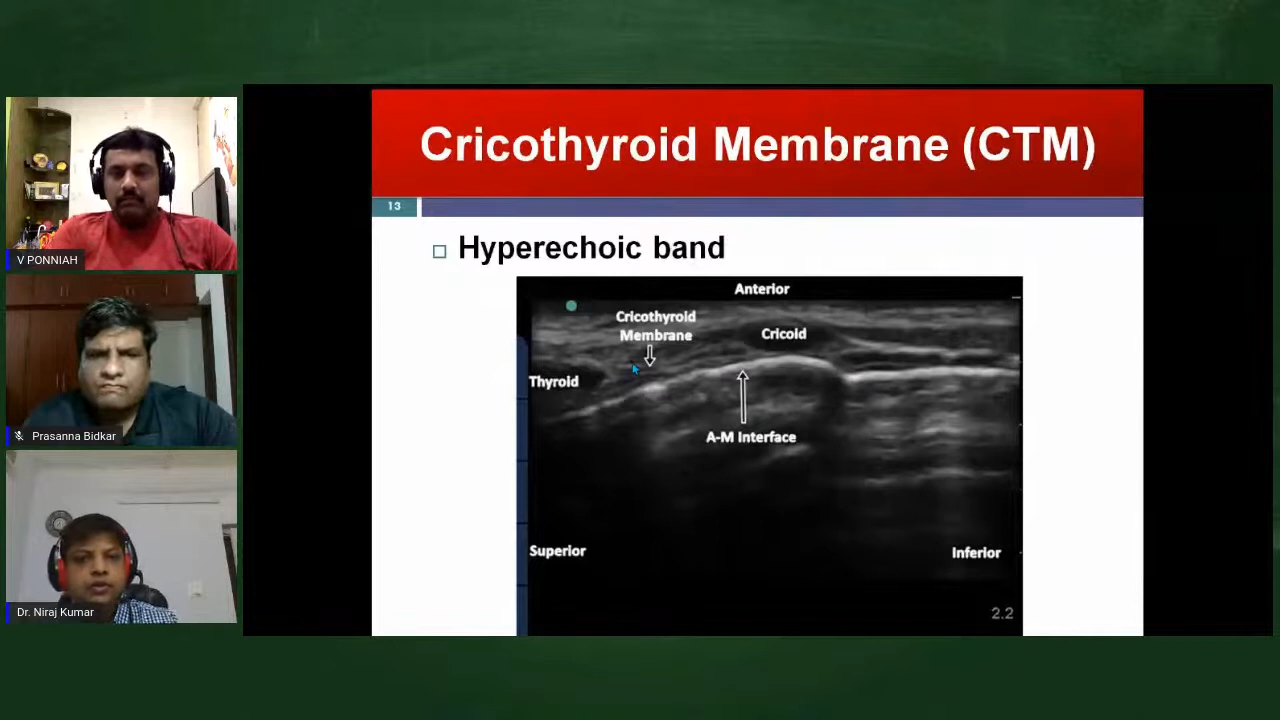 Cricothyroid Membrane (CTM)
13
Hyperechoic band
Anterior
Cricothyroid
Membrane
Cricoid
Thyroid
A-M Interface
Superior
Inferior
2.2
V PONNIAH
Prasanna Bidkar
Dr. Niraj Kumar